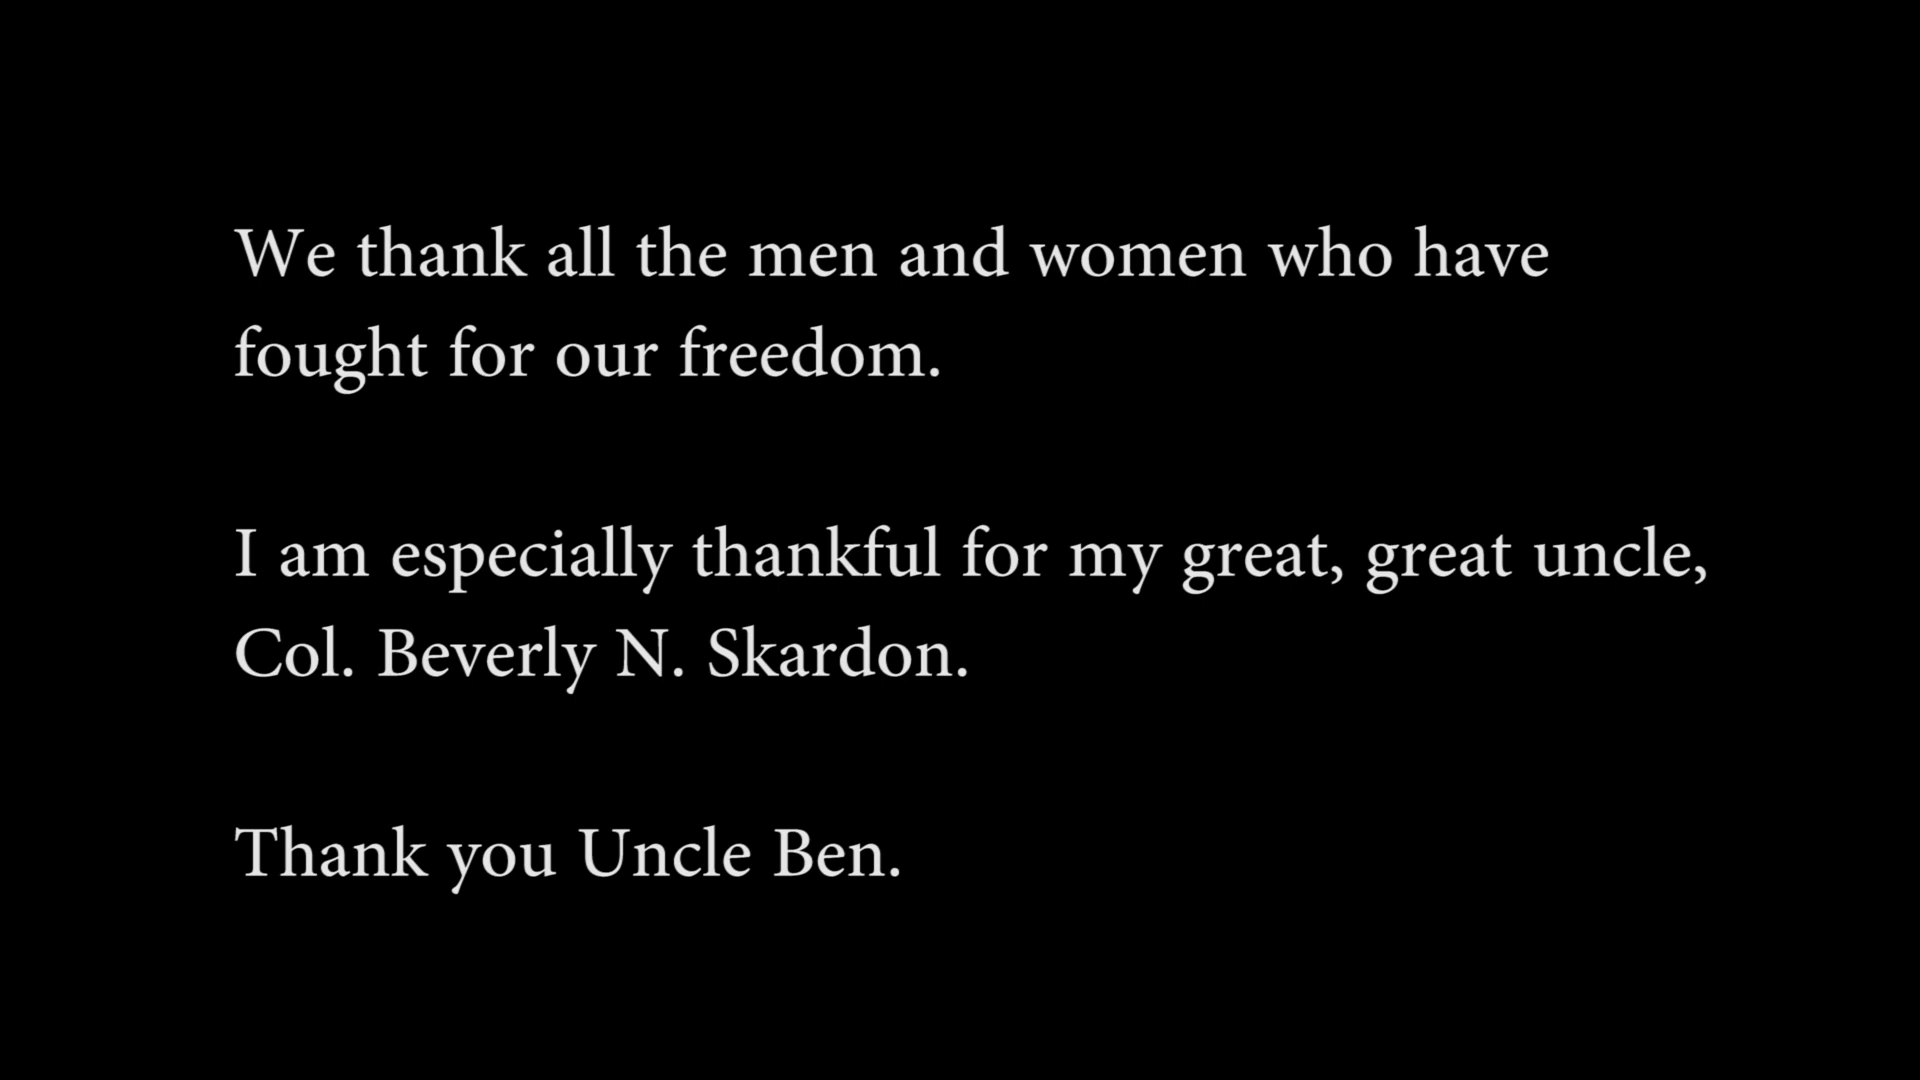 We thank all the men and women who have
fought for our freedom.
I am especially thankful for my great, great uncle,
Col. Beverly N. Skardon.
Thank you Uncle Ben.